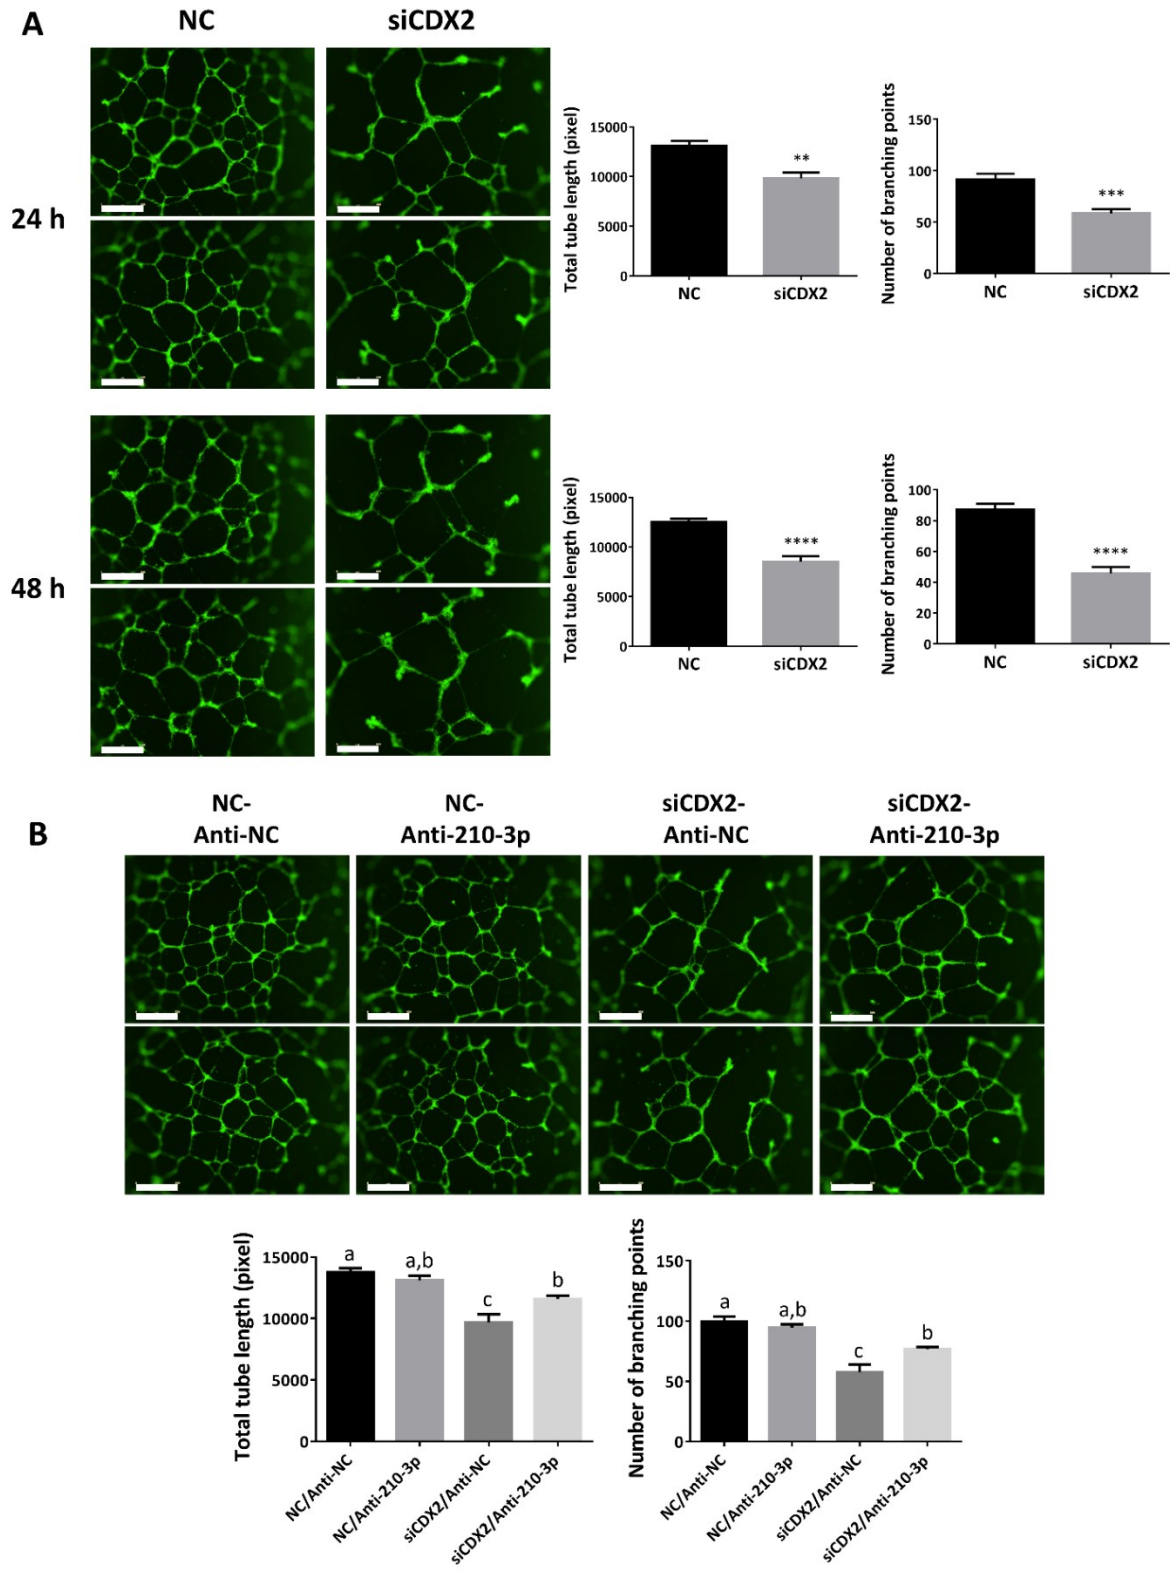 A
NC
siCDX2
24 h
Total tube length (pixel)
15000
10000
5000
0
**
NC
siCDX2
Number of branching points
150
100
50
0
***
NC
siCDX2
48 h
Total tube length (pixel)
15000
10000
5000
0
****
NC
siCDX2
Number of branching points
100
80
60
40
20
0
****
NC
siCDX2
B
NC-
Anti-NC
NC-
Anti-210-3p
siCDX2-
Anti-NC
siCDX2-
Anti-210-3p
Total tube length (pixel)
15000
10000
5000
0
a
a,b
c
b
NC/Anti-NC
NC/Anti-210-3p
siCDX2/Anti-NC
siCDX2/Anti-210-3p
Number of branching points
150
100
50
0
a
a,b
c
b
NC/Anti-NC
NC/Anti-210-3p
siCDX2/Anti-NC
siCDX2/Anti-210-3p